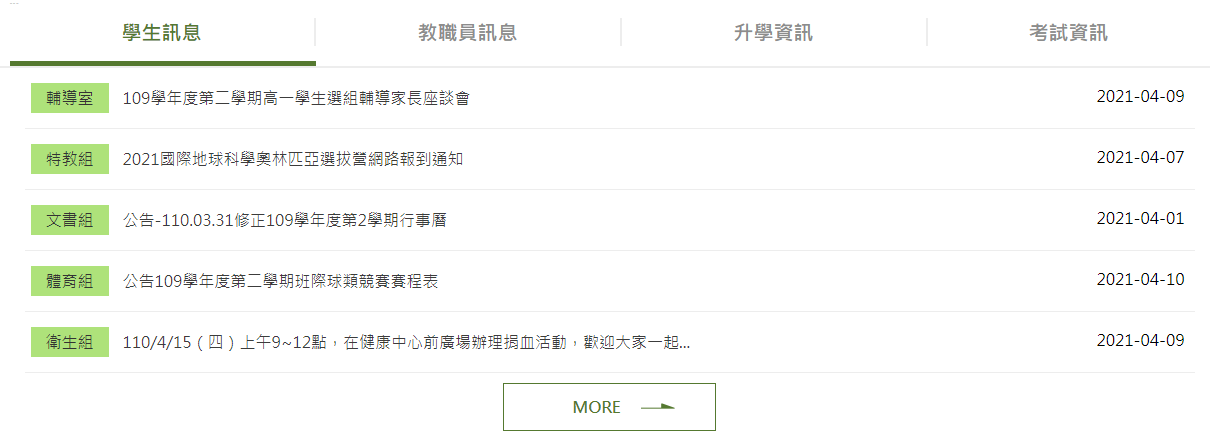 學生訊息 教職員訊息 升學資訊 考試資訊
輔導室 109學年度第二學期高一學生選組輔導家長座談會 2021-04-09
特教組 2021國際地球科學奧林匹亞選拔營網路報到通知 2021-04-07
文書組 公告-110.03.31修正109學年度第2學期行事曆 2021-04-01
體育組 公告109學年度第二學期班際球類競賽賽程表 2021-04-10
衛生組 110/4/15（四）上午9~12點，在健康中心前廣場辦理捐血活動，歡迎大家一起... 2021-04-09
MORE